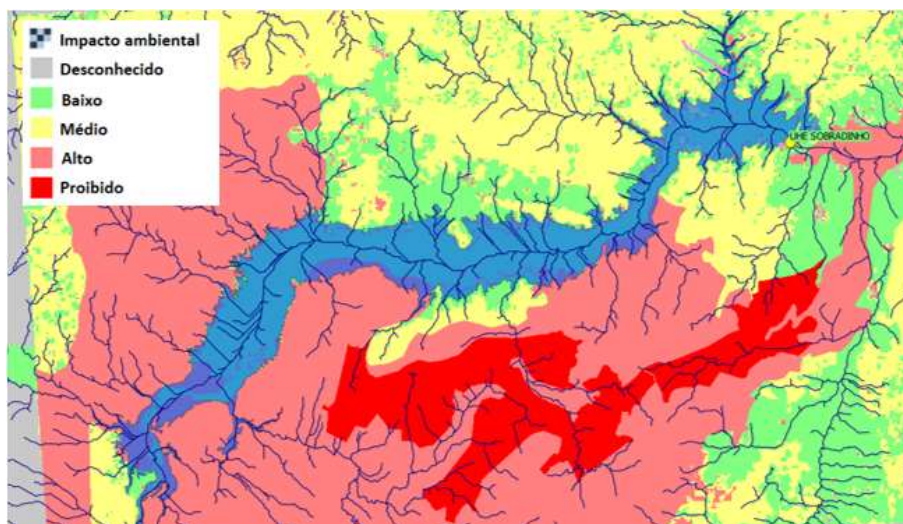 Impacto ambiental
Desconhecido
Baixo
Médio
Alto
Proibido
UHE SOBRADINHO